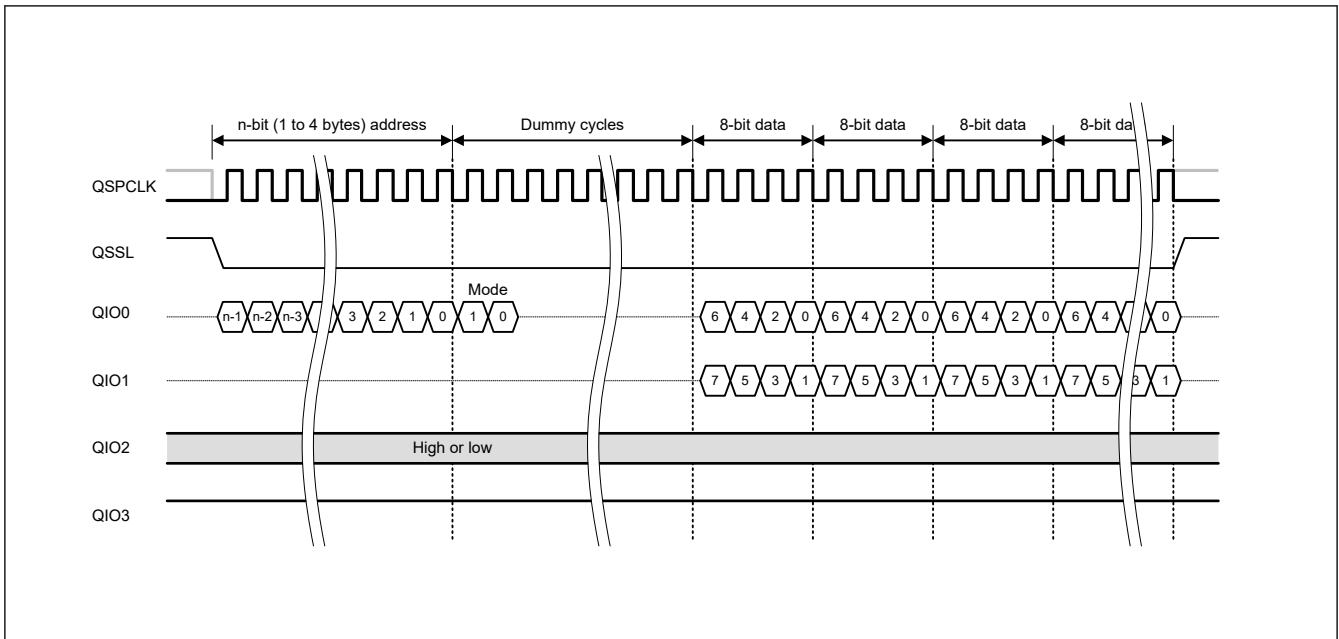 n-bit (1 to 4 bytes) address Dummy cycles 8-bit data 8-bit data 8-bit data 8-bit da
QSPCLK
QSSL
Mode
QIO0 n-1 n-2 n-3 3 2 1 0 1 0 6 4 2 0 6 4 2 0 6 4 2 0 6 4 0
QIO1 7 5 3 1 7 5 3 1 7 5 3 1 7 5 3 1
QIO2 High or low
QIO3